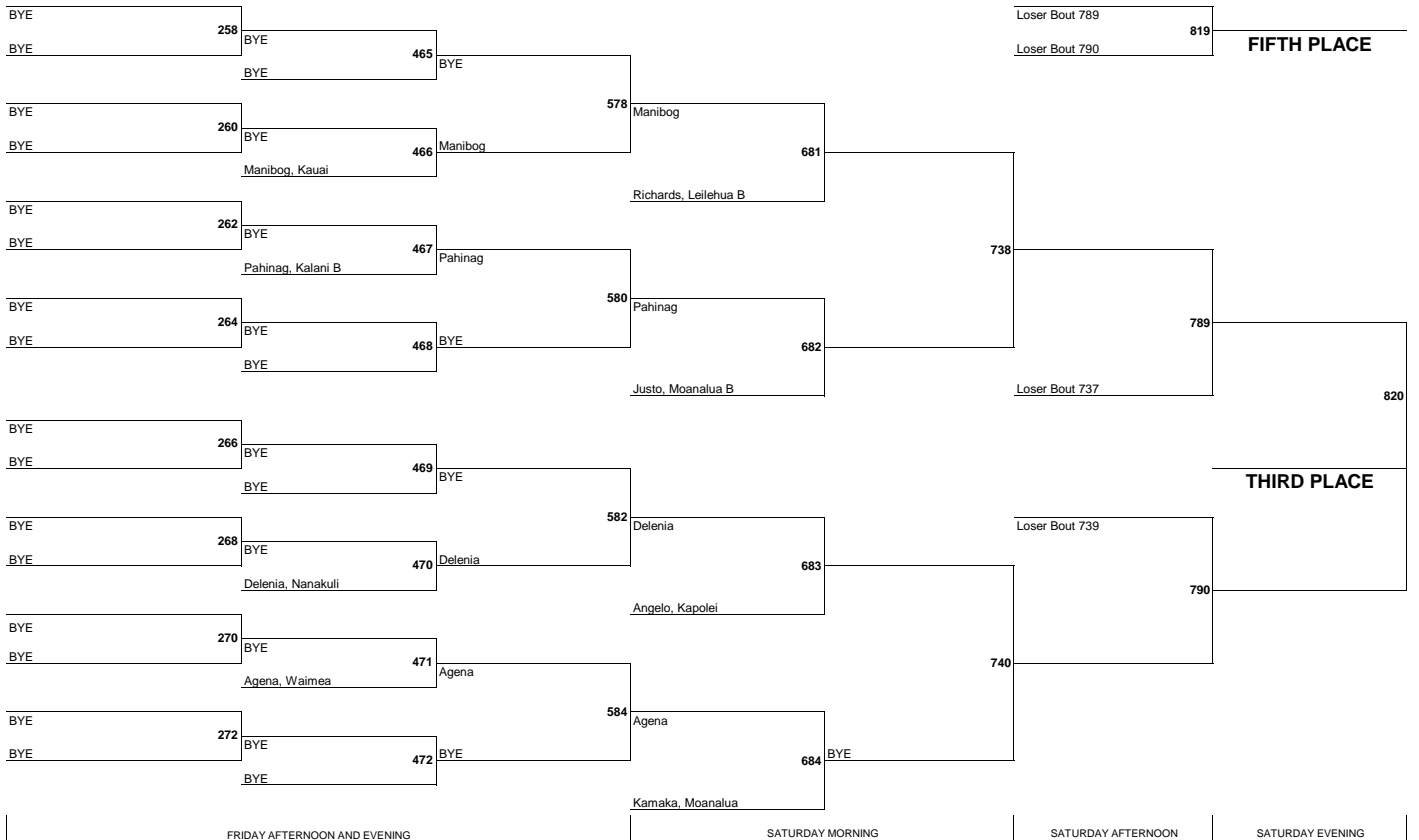 BYE
258
BYE
BYE
465
BYE
BYE
BYE
260
BYE
BYE
466
Manibog
Manibog, Kauai
578
Manibog
681
Richards, Leilehua B
BYE
262
BYE
BYE
467
Pahinag
Pahinag, Kalani B
580
Pahinag
BYE
264
BYE
BYE
468
BYE
BYE
682
Justo, Moanalua B
738
789
Loser Bout 737
BYE
266
BYE
BYE
469
BYE
BYE
BYE
268
BYE
BYE
470
Delenia
Delenia, Nanakuli
582
Delenia
683
Angelo, Kapolei
BYE
270
BYE
BYE
471
Agena
Agena, Waimea
584
Agena
BYE
272
BYE
BYE
472
BYE
BYE
684
BYE
Kamaka, Moanalua
740
Loser Bout 739
790
Loser Bout 789
819
Loser Bout 790
FIFTH PLACE
820
THIRD PLACE
FRIDAY AFTERNOON AND EVENING
SATURDAY MORNING
SATURDAY AFTERNOON
SATURDAY EVENING